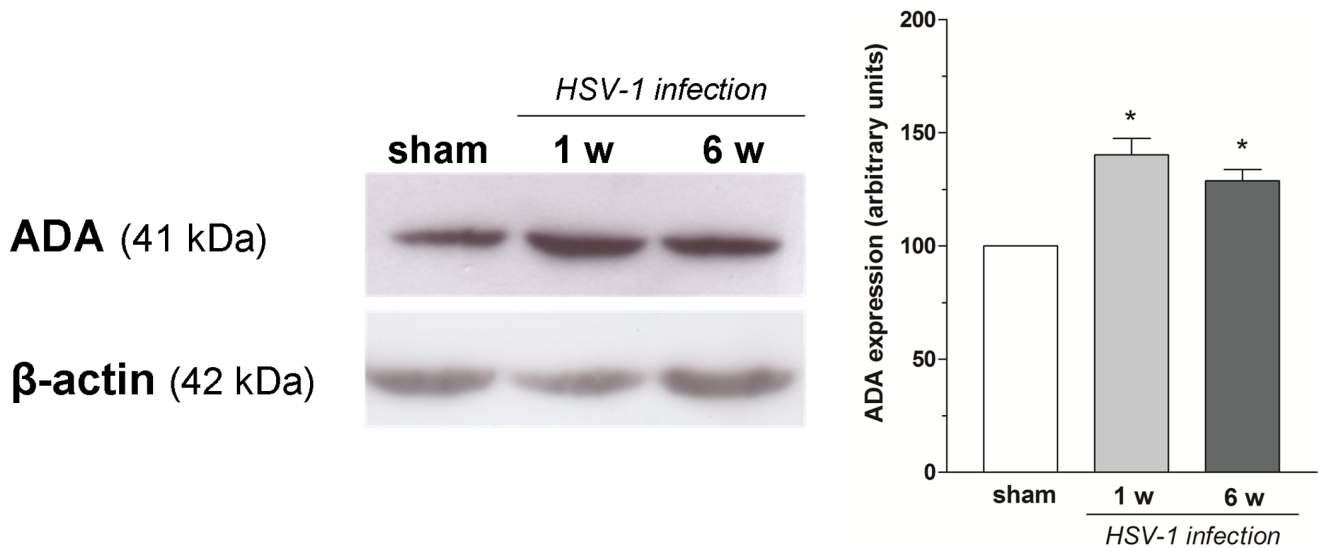 HSV-1 infection
sham 1 w 6 w
ADA (41 kDa)
β-actin (42 kDa)
ADA expression (arbitrary units)
200
150
100
50
0
*
*
sham 1 w 6 w
HSV-1 infection